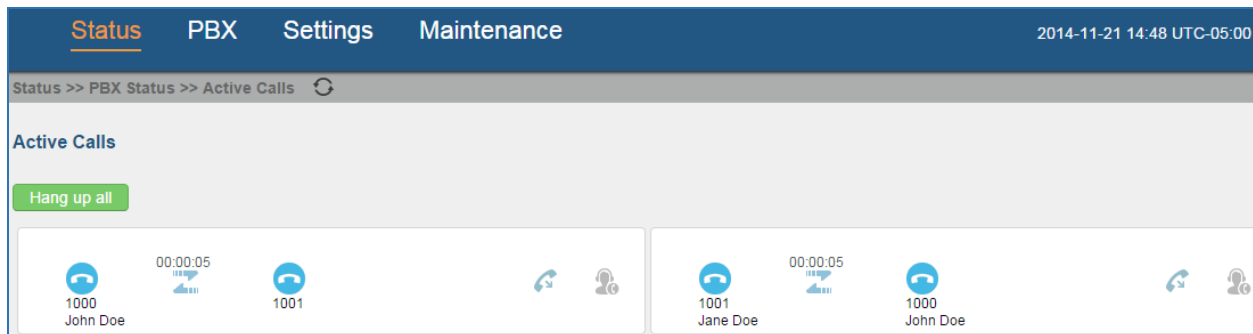 Status PBX Settings Maintenance 2014-11-21 14:48 UTC-05:00
Status >> PBX Status >> Active Calls
Active Calls
Hang up all
00:00:05
1000 1001
John Doe
00:00:05
1001 1000
Jane Doe John Doe